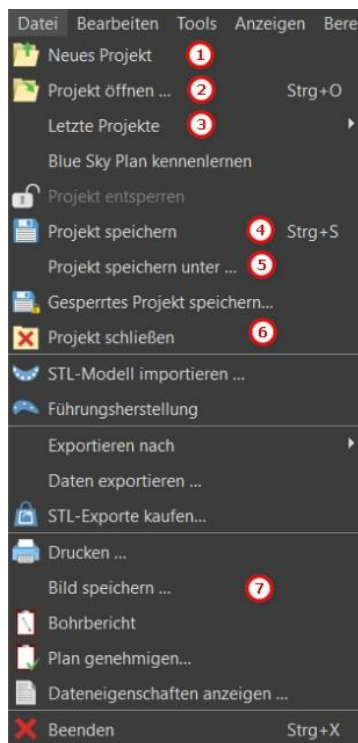 Datei Bearbeiten Tools Anzeigen Bere
Neues Projekt 1
Projekt öffnen ... 2 Strg+O
Letzte Projekte 3
Blue Sky Plan kennenlernen
Projekt entsperren
Projekt speichern 4 Strg+S
Projekt speichern unter ... 5
Gesperrtes Projekt speichern...
Projekt schließen 6
STL-Modell importieren ...
Führungsherstellung
Exportieren nach
Daten exportieren ...
STL-Exporte kaufen...
Drucken ...
Bild speichern ... 7
Bohrbericht
Plan genehmigen...
Dateneigenschaften anzeigen ...
Beenden Strg+X